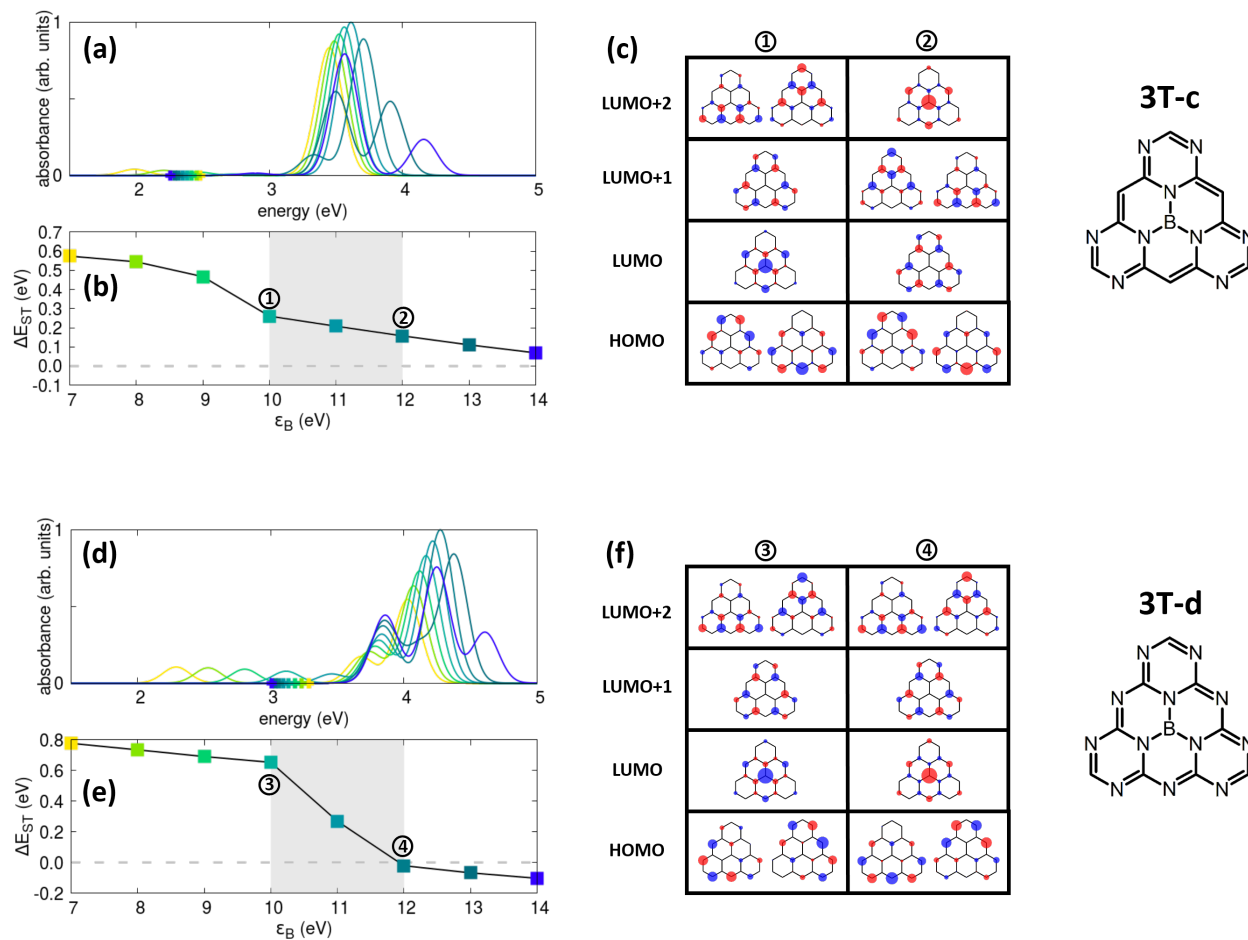 (a)
absorbance (arb. units)
1
0
2 3 4 5
energy (eV)
(b)
ΔE_ST (eV)
0.7
0.6
0.5
0.4
0.3
0.2
0.1
0.0
0.1
① ②
7 8 9 10 11 12 13 14
ε_B (eV)
(c)
① ②
LUMO+2
LUMO+1
LUMO
HOMO
3T-c
N N
N
B
N N N N
N N
(d)
absorbance (arb. units)
1
0
2 3 4 5
energy (eV)
(e)
ΔE_ST (eV)
0.8
0.6
0.4
0.2
0.0
-0.2
③ ④
7 8 9 10 11 12 13 14
ε_B (eV)
(f)
③ ④
LUMO+2
LUMO+1
LUMO
HOMO
3T-d
N N
N N N
B
N N N N
N N N